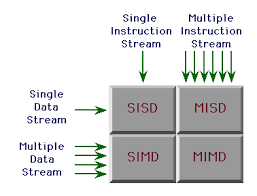 Single
Instruction
Stream
Multiple
Instruction
Stream
Single
Data
Stream
SISD
MISD
Multiple
Data
Stream
SIMD
MIMD